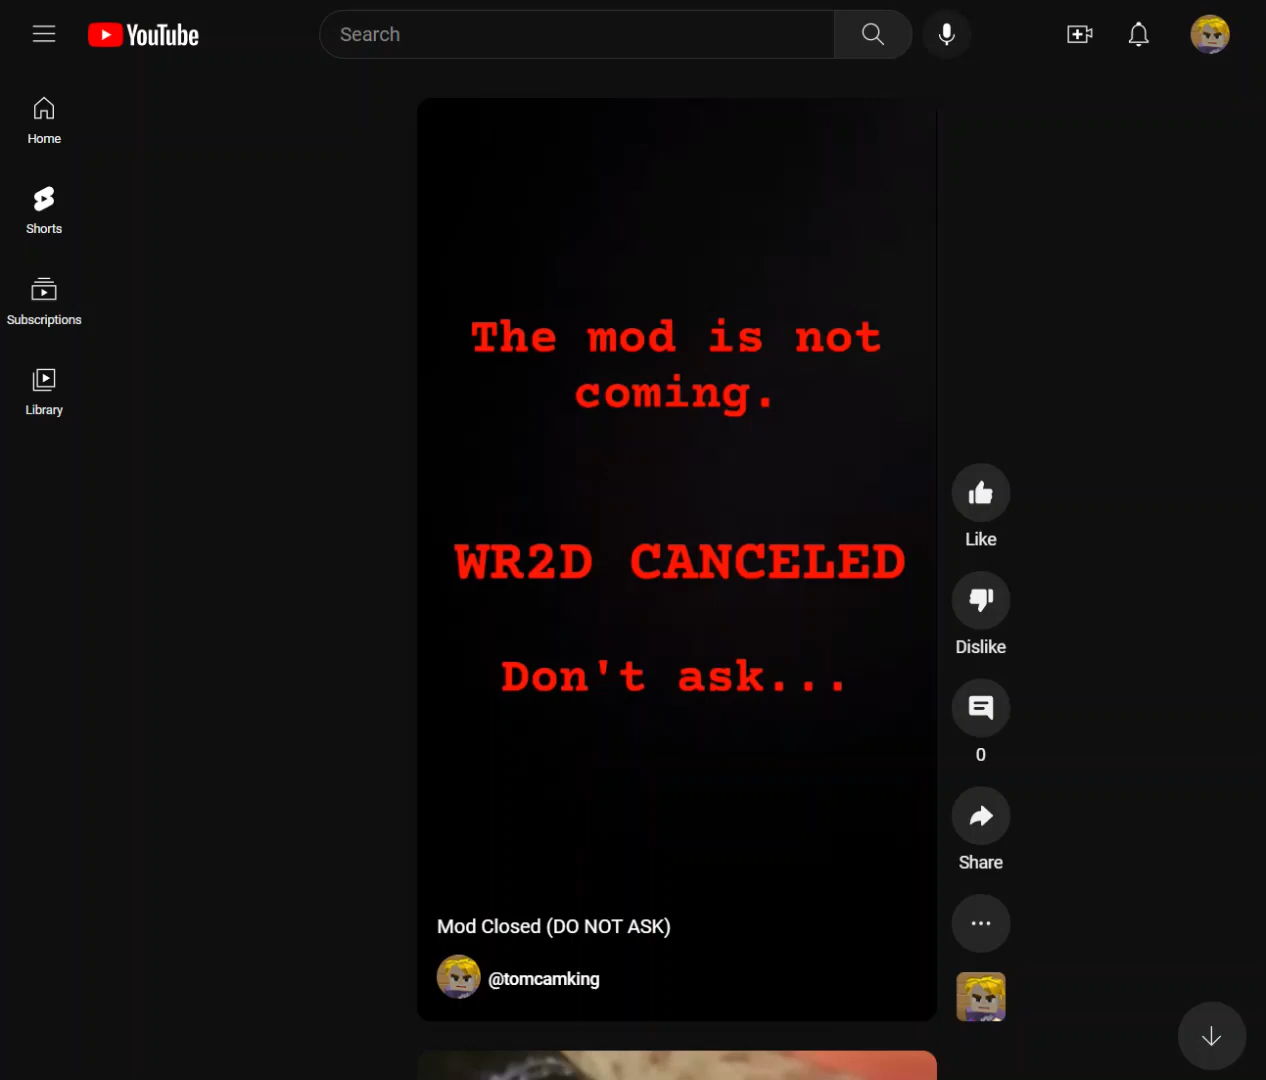 YouTube
Search
Home
Shorts
Subscriptions
Library
The mod is not
coming.
WR2D CANCELED
Don't ask...
Like
Dislike
0
Share
Mod Closed (DO NOT ASK)
@tomcamking